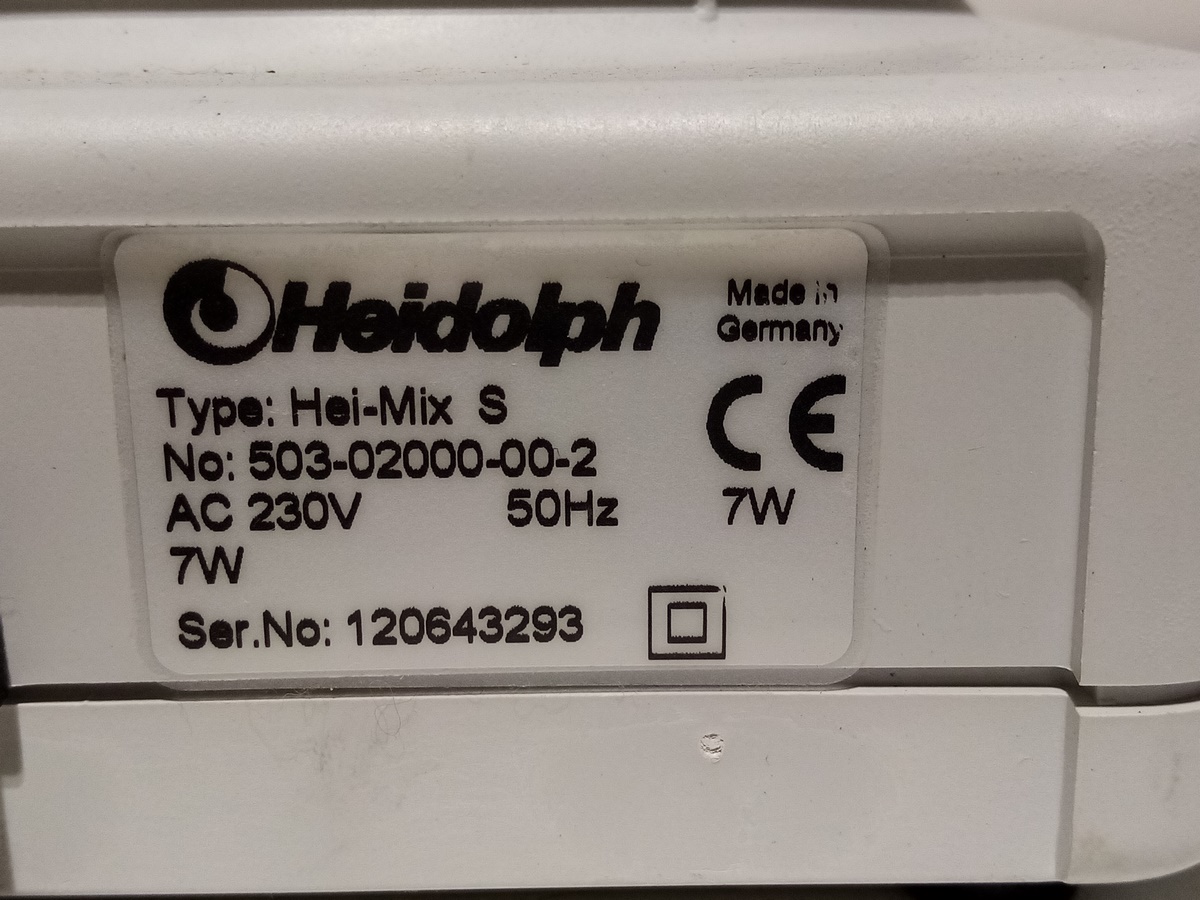 Heidolph
Made in
Germany
Type: Hei-Mix S
CE
No: 503-02000-00-2
AC 230V 50Hz 7W
7W
Ser.No: 120643293